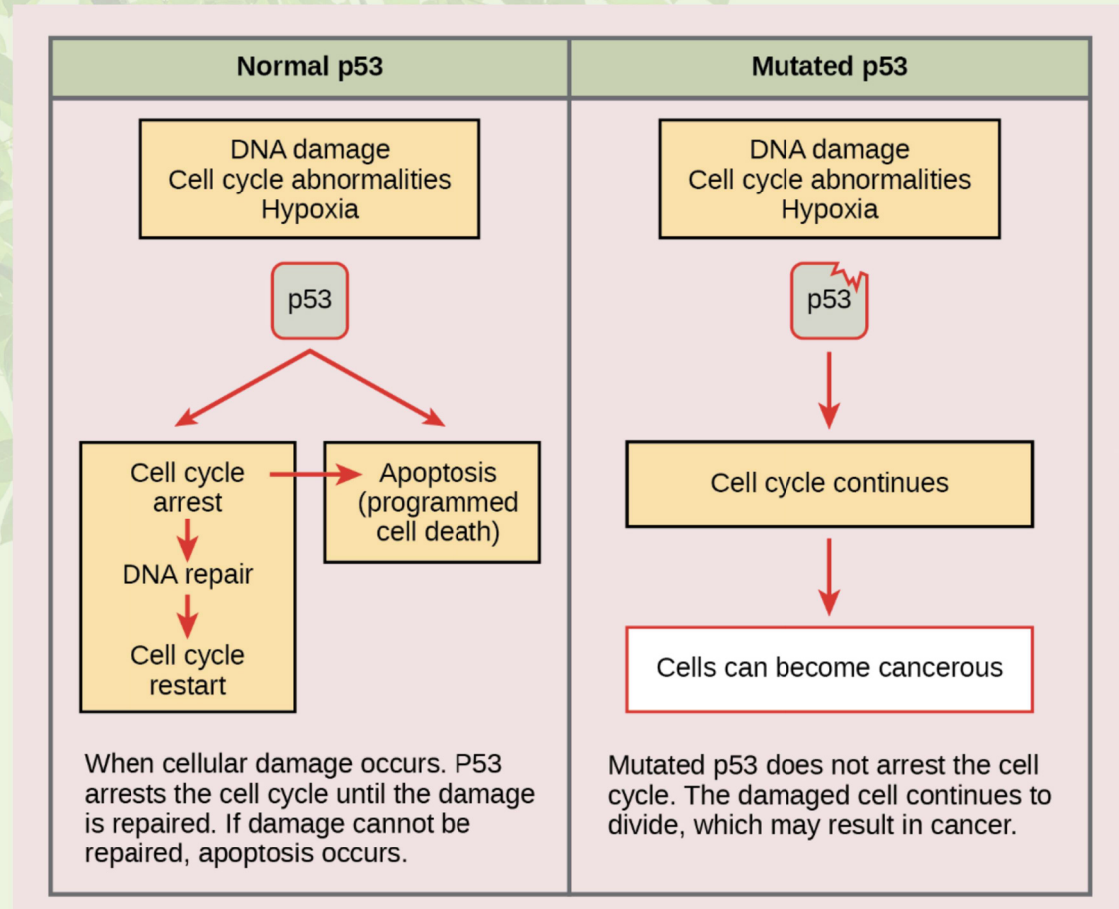 Normal p53
DNA damage
Cell cycle abnormalities
Hypoxia
p53
Cell cycle
arrest
DNA repair
Cell cycle
restart
Apoptosis
(programmed
cell death)
When cellular damage occurs. P53
arrests the cell cycle until the damage
is repaired. If damage cannot be
repaired, apoptosis occurs.
Mutated p53
DNA damage
Cell cycle abnormalities
Hypoxia
p53
Cell cycle continues
Cells can become cancerous
Mutated p53 does not arrest the cell
cycle. The damaged cell continues to
divide, which may result in cancer.